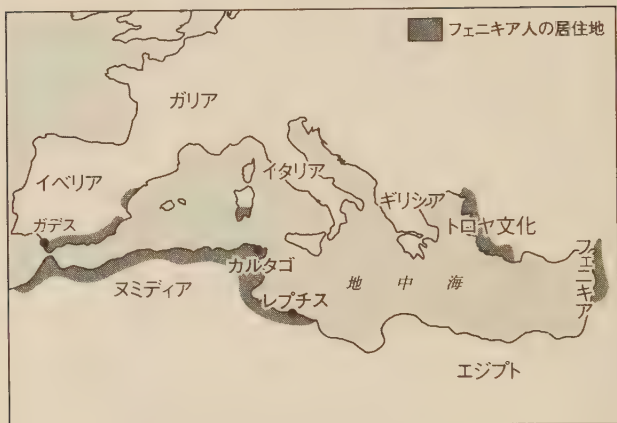 フェニキア人の居住地
ガリア
イベリア
イタリア
ギリシア
ガデス
トロヤ文化
カルタゴ
フェニキア
ヌミディア
レプチス
地中海
エジプト